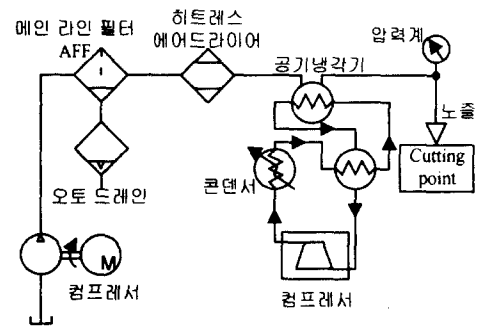 메인 라인 필터
AFF
히트레스
에어드라이어
공기냉각기
압력계
노즐
Cutting
point
오토 드레인
콘덴서
M
컴프레서
컴프레서